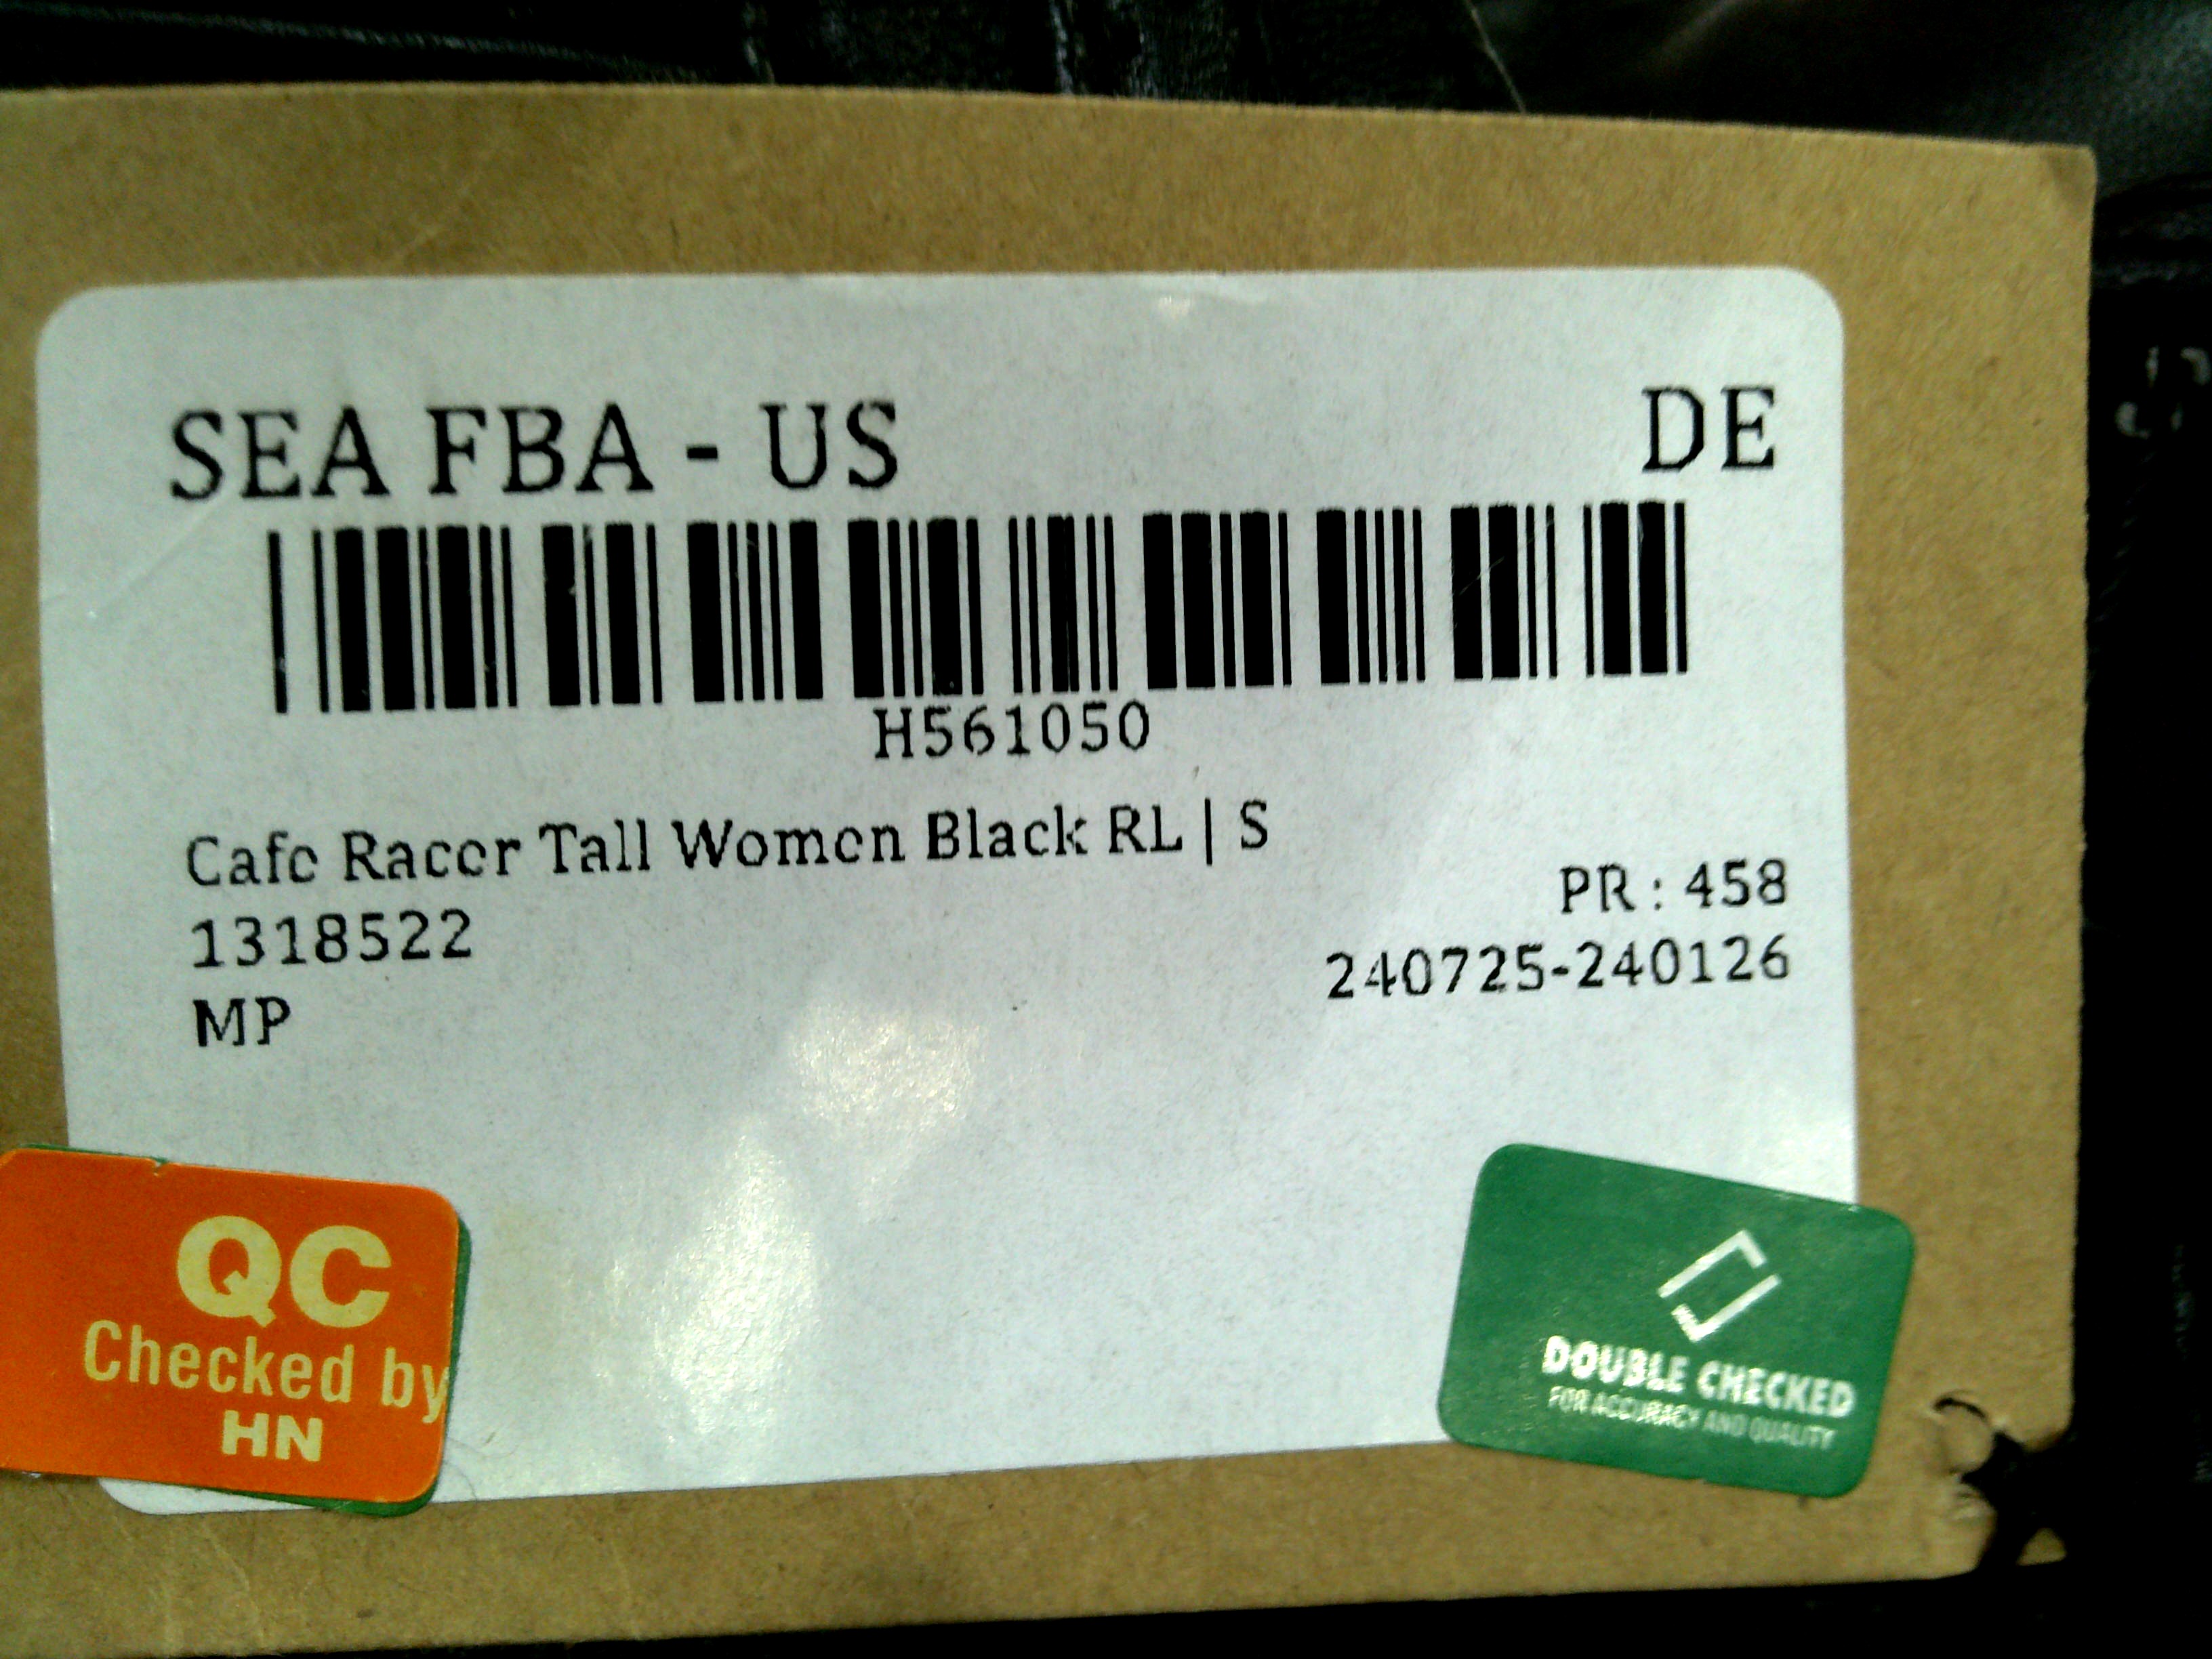 SEA FBA - US
DE
H561050
Cafe Racer Tall Women Black RL | S
PR : 458
1318522
240725-240126
MP
QC
Checked by
HN
DOUBLE CHECKED
FOR ACCURACY AND QUALITY